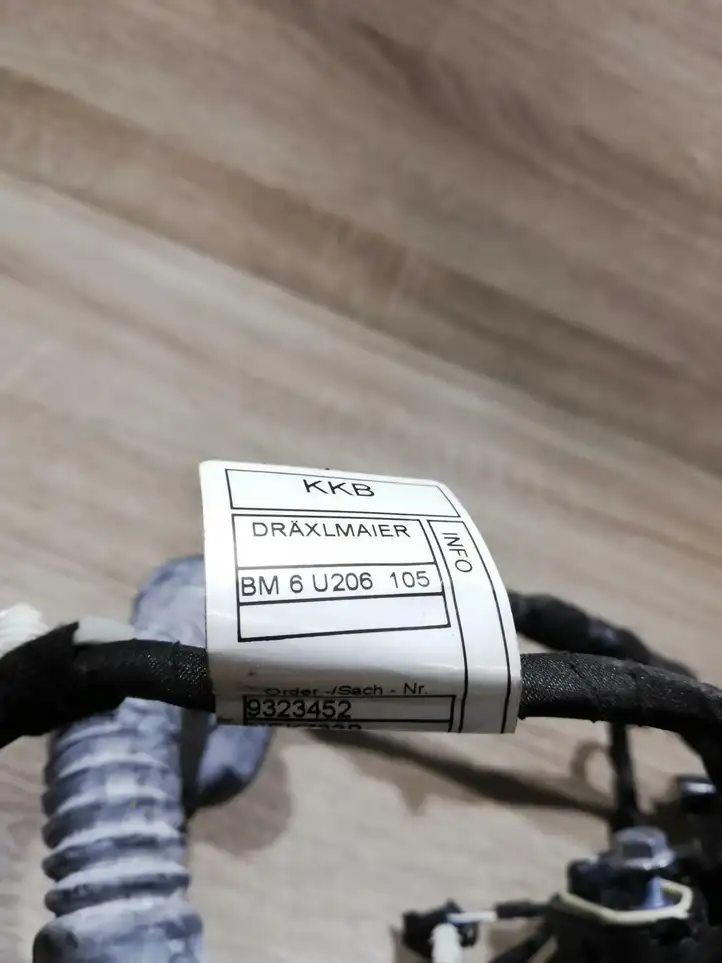 KKB
DRÄXLMAIER
INFO
BM 6 U206 105
Order -/Sach - Nr.
9323452